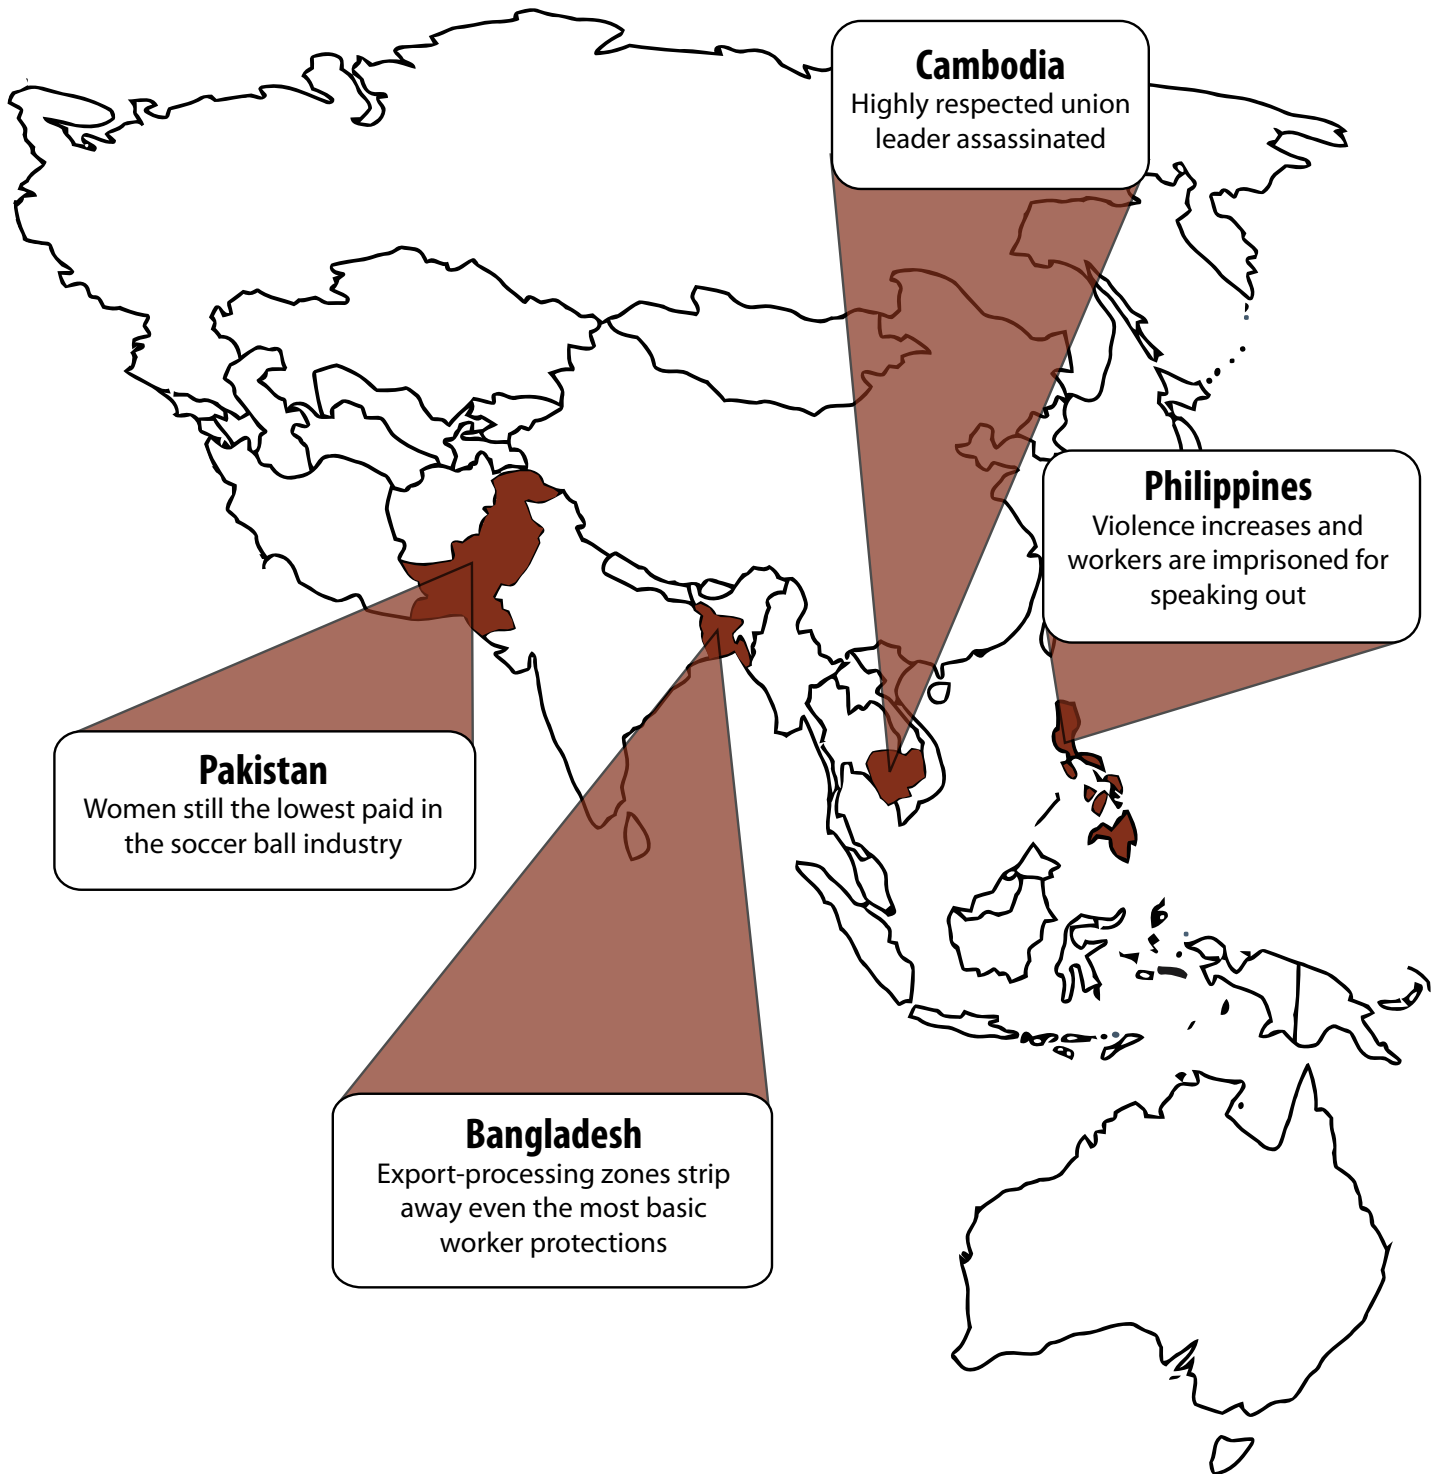 Cambodia
Highly respected union
leader assassinated
Philippines
Violence increases and
workers are imprisoned for
speaking out
Pakistan
Women still the lowest paid in
the soccer ball industry
Bangladesh
Export-processing zones strip
away even the most basic
worker protections